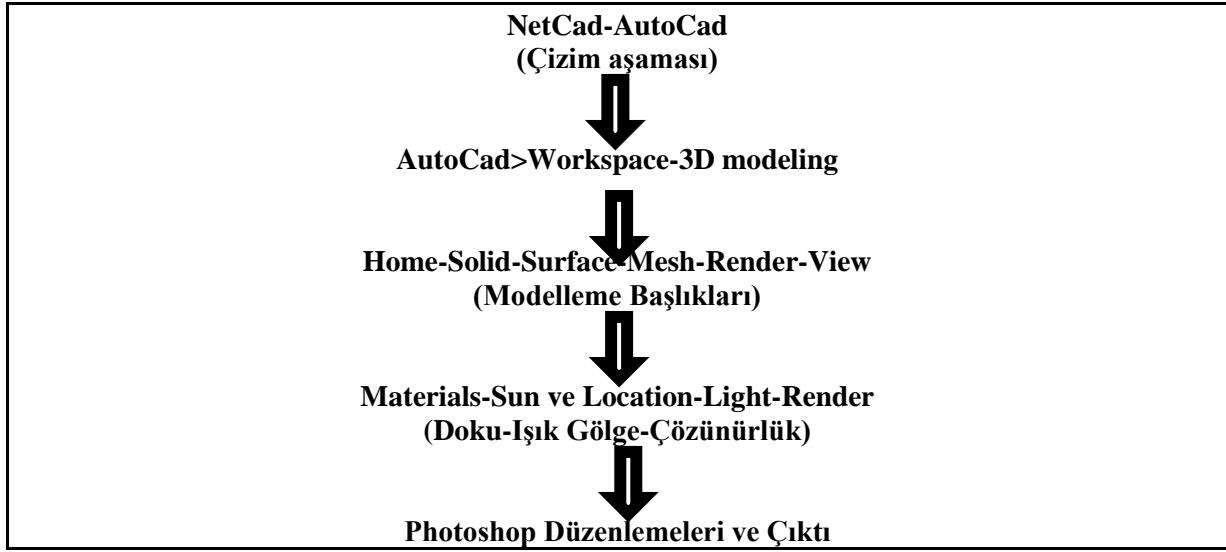 NetCad-AutoCad
(Çizim aşaması)
AutoCad>Workspace-3D modeling
Home-Solid-Surface-Mesh-Render-View
(Modelleme Başlıkları)
Materials-Sun ve Location-Light-Render
(Doku-Işık Gölge-Çözünürlük)
Photoshop Düzenlemeleri ve Çıktı